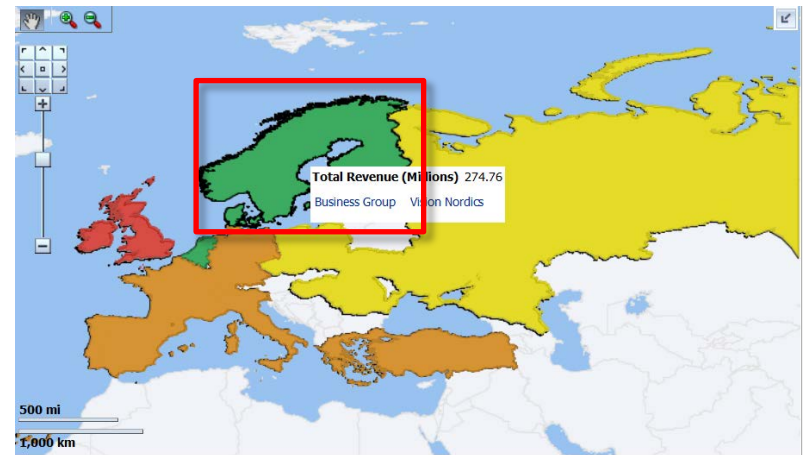 Total Revenue (Millions) 274.76
Business Group Vision Nordics
500 mi
1,000 km